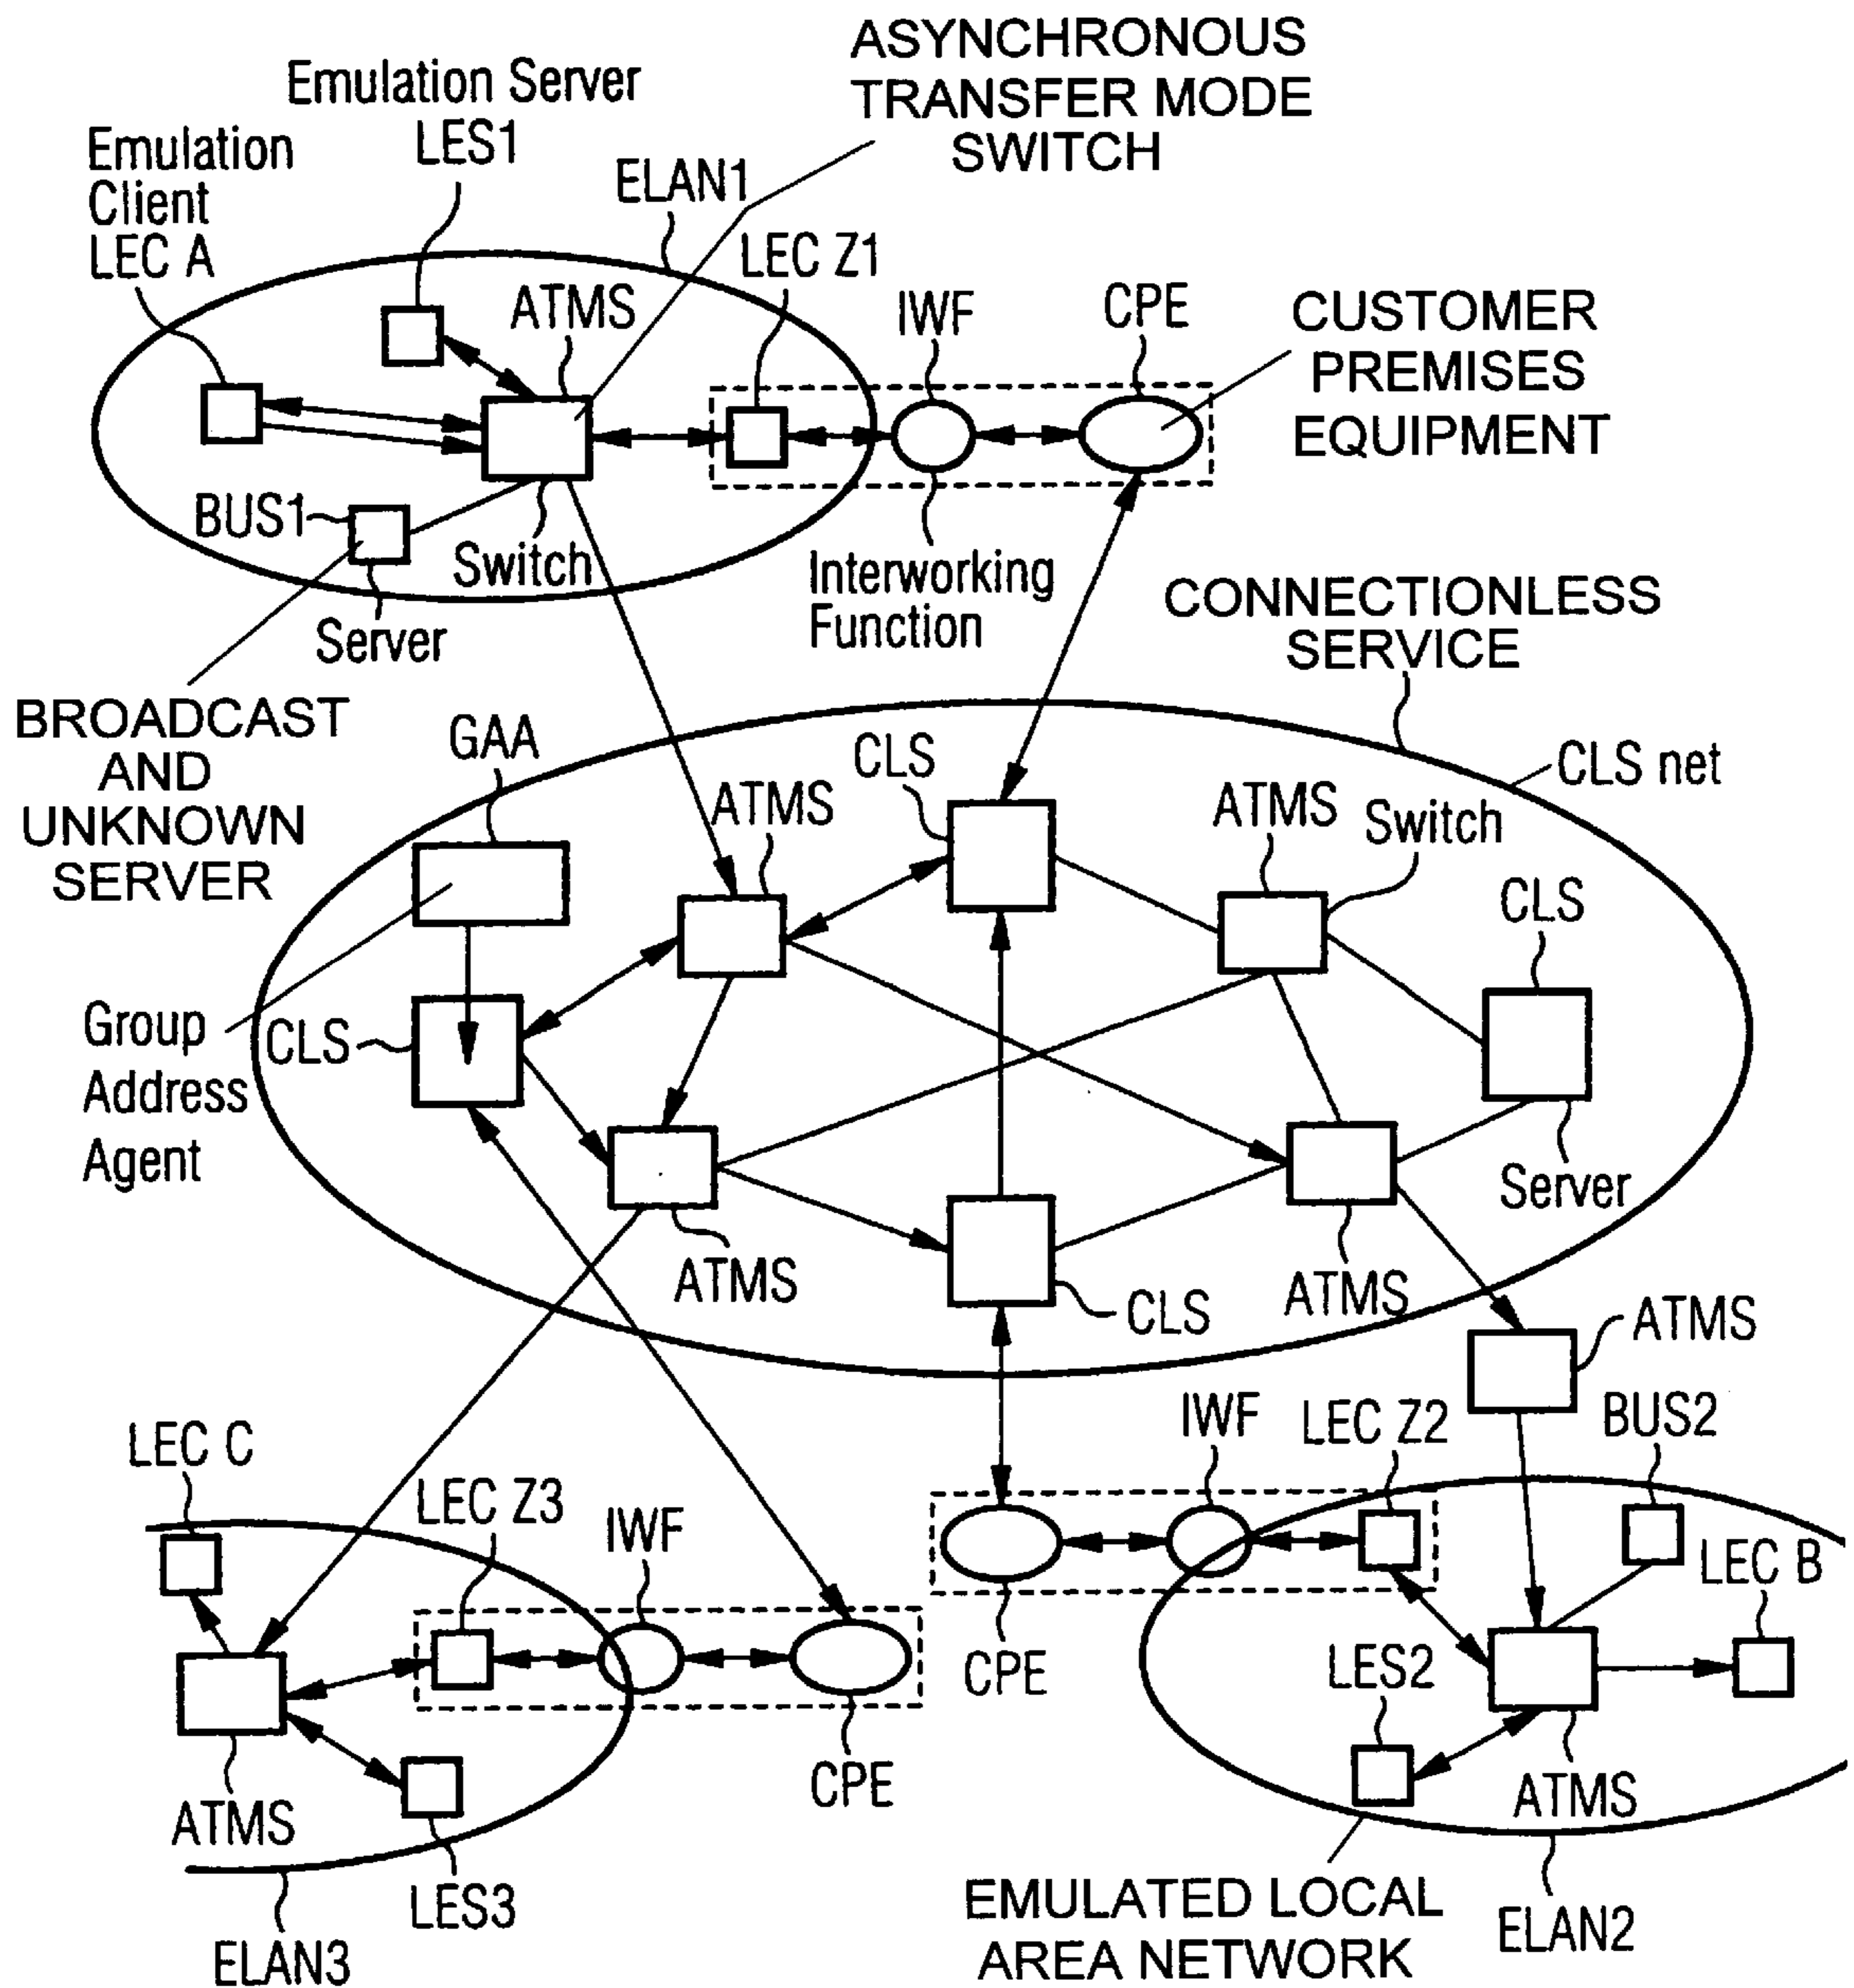 ASYNCHRONOUS
TRANSFER MODE
SWITCH
Emulation Server
LES1
Emulation
Client
LEC A
ELAN1
LEC Z1
ATMS
IWF
CPE
CUSTOMER
PREMISES
EQUIPMENT
BUS1
Switch
Server
Interworking
Function
CONNECTIONLESS
SERVICE
BROADCAST
AND
UNKNOWN
SERVER
GAA
CLS
CLS net
ATMS
ATMS
Switch
CLS
Group
Address
Agent
CLS
Server
ATMS
CLS
ATMS
ATMS
LEC C
LEC Z3
IWF
IWF
LEC Z2
BUS2
LEC B
CPE
LES2
CPE
ATMS
ATMS
LES3
ELAN3
EMULATED LOCAL
AREA NETWORK
ELAN2